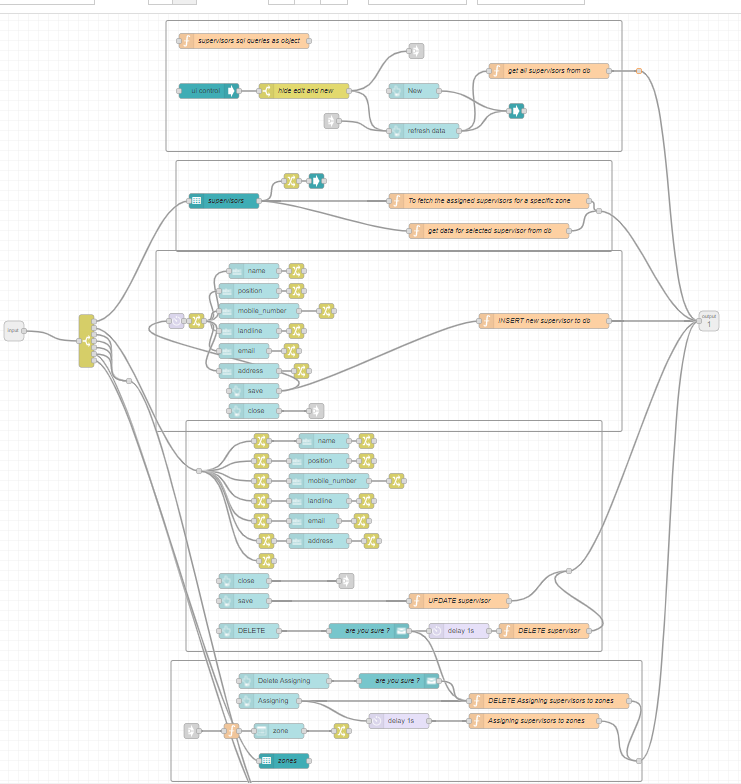 supervisors sql queries as object
get all supervisors from db
ui control
hide edit and new
New
refresh data
supervisors
To fetch the assigned supervisors for a specific zone
get data for selected supervisor from db
name
position
mobile_number
input
INSERT new supervisor to db
output
1
landline
email
address
save
close
name
position
mobile_number
landline
email
address
close
save
UPDATE supervisor
DELETE
are you sure ?
delay 1s
DELETE supervisor
Delete Assigning
are you sure ?
Assigning
DELETE Assigning supervisors to zones
delay 1s
Assigning supervisors to zones
zone
zones